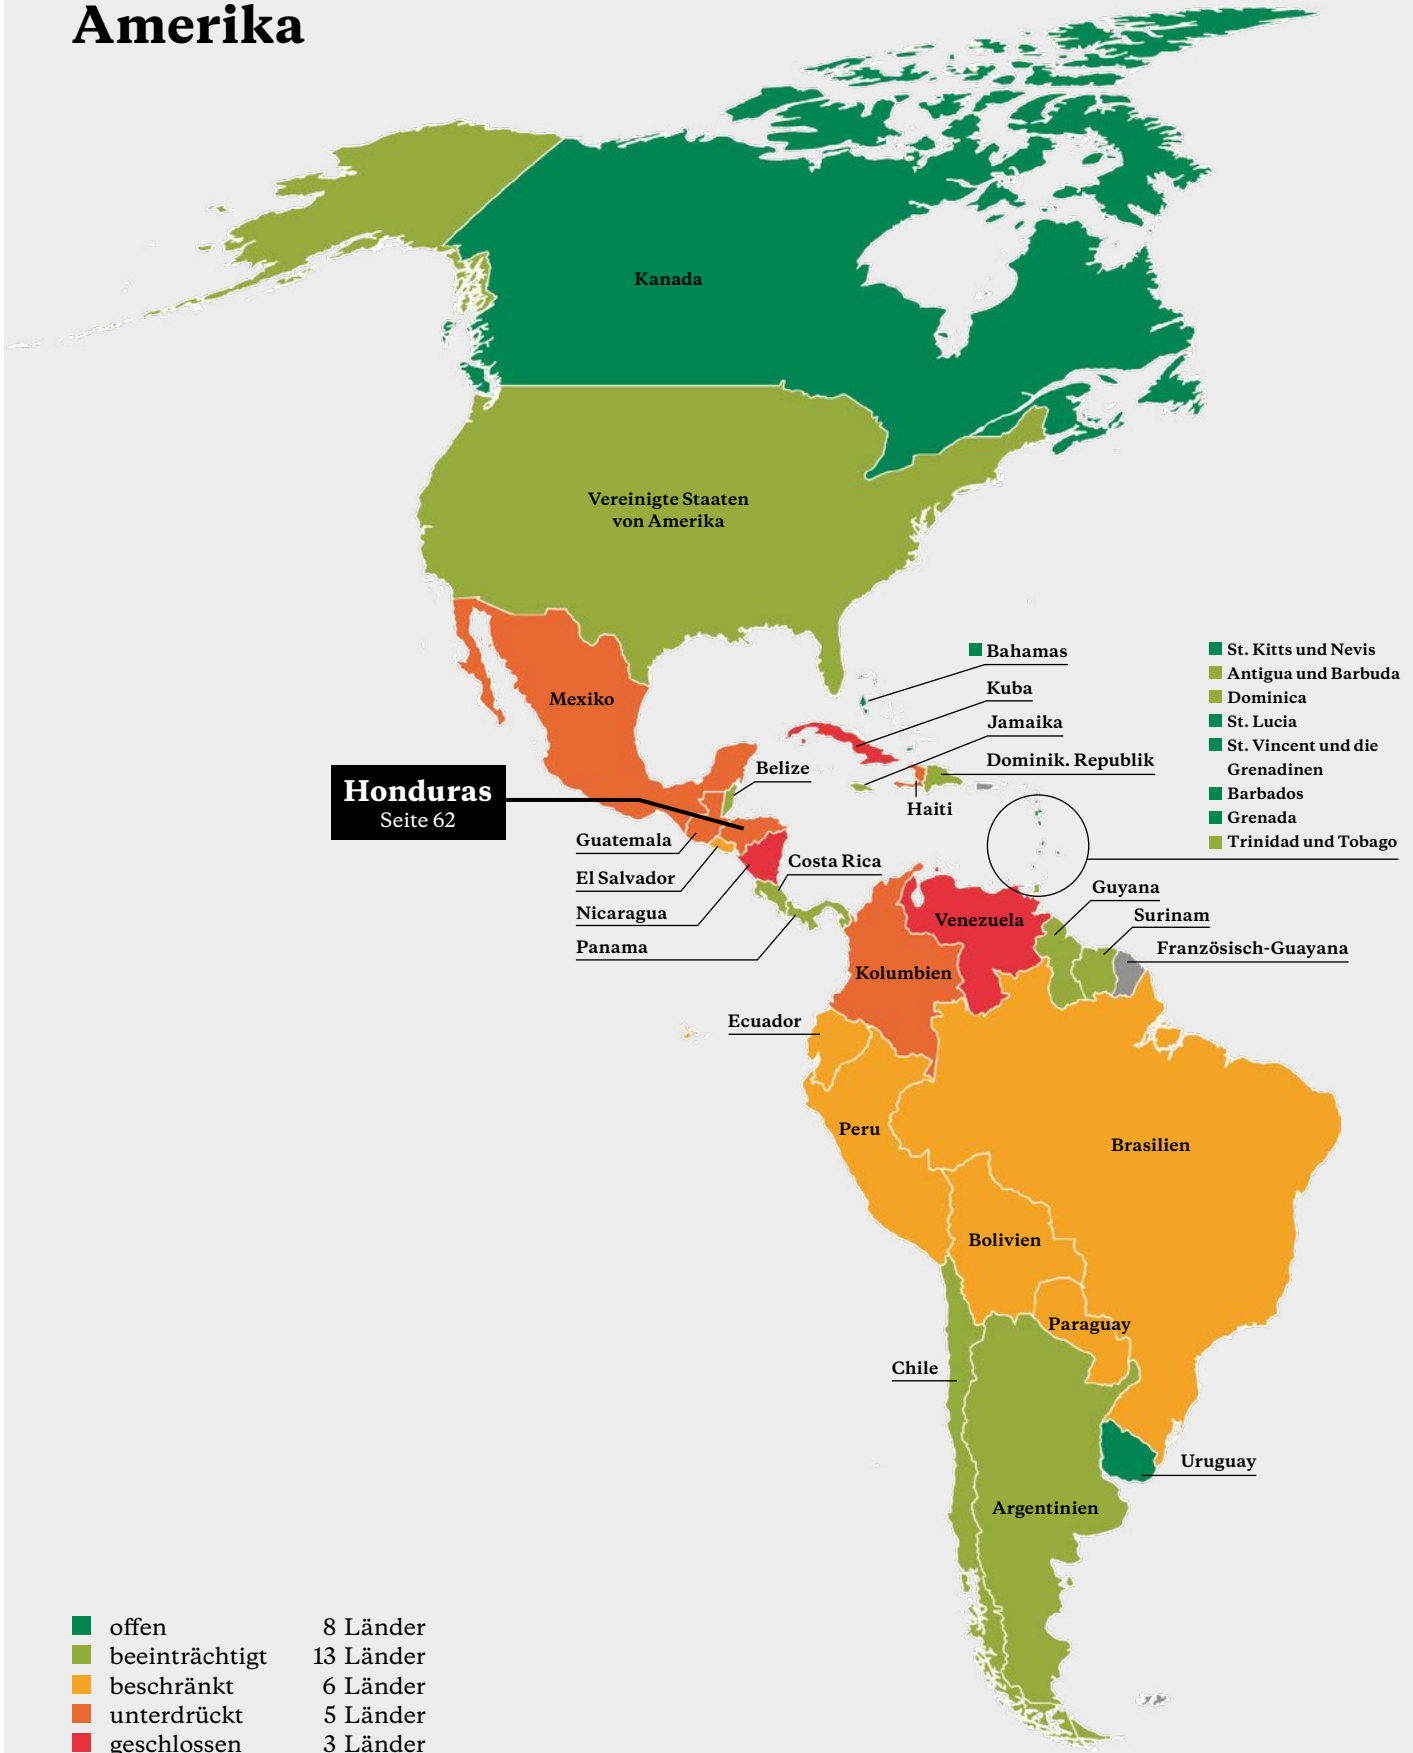 Amerika
Kanada
Vereinigte Staaten
von Amerika
Mexiko
Bahamas
Kuba
Jamaika
Dominik. Republik
Haiti
Belize
St. Kitts und Nevis
Antigua und Barbuda
Dominica
St. Lucia
St. Vincent und die
Grenadinen
Barbados
Grenada
Trinidad und Tobago
Honduras
Seite 62
Guatemala
El Salvador
Nicaragua
Panama
Costa Rica
Venezuela
Guyana
Surinam
Französisch-Guayana
Kolumbien
Ecuador
Peru
Brasilien
Bolivien
Paraguay
Chile
Uruguay
Argentinien
offen 8 Länder
beeinträchtigt 13 Länder
beschränkt 6 Länder
unterdrückt 5 Länder
geschlossen 3 Länder